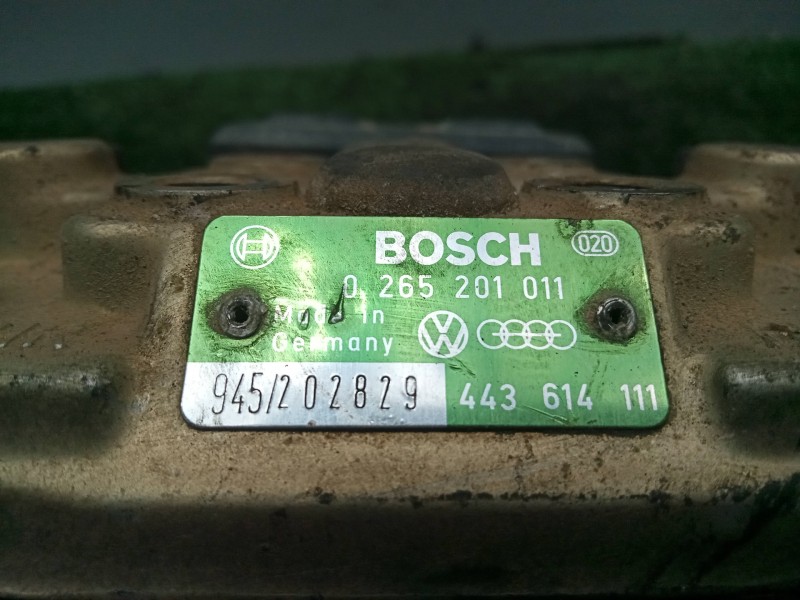 BOSCH 020
0 265 201 011
Made in
Germany
945/202829 443 614 111